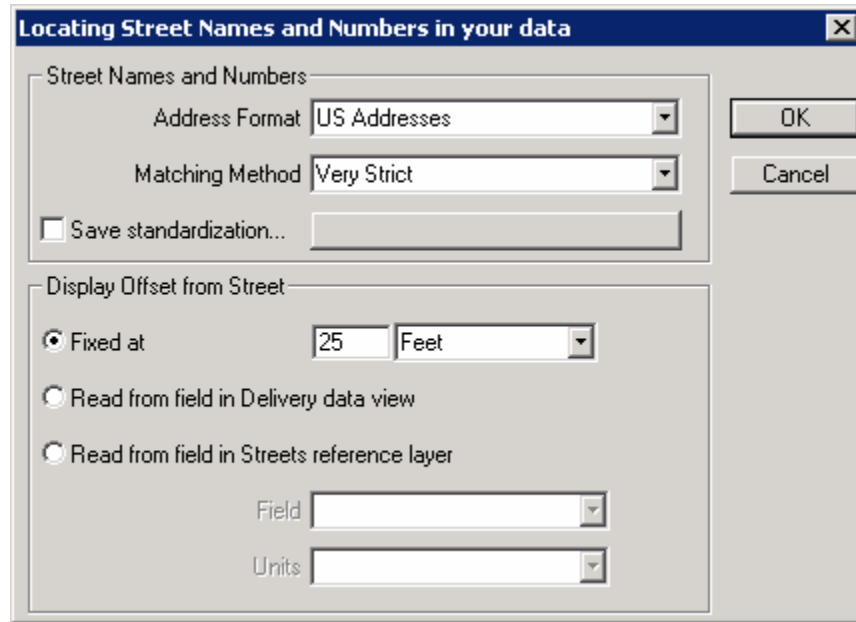 Locating Street Names and Numbers in your data
Street Names and Numbers
Address Format US Addresses
OK
Matching Method Very Strict
Cancel
Save standardization...
Display Offset from Street
Fixed at 25 Feet
Read from field in Delivery data view
Read from field in Streets reference layer
Field
Units